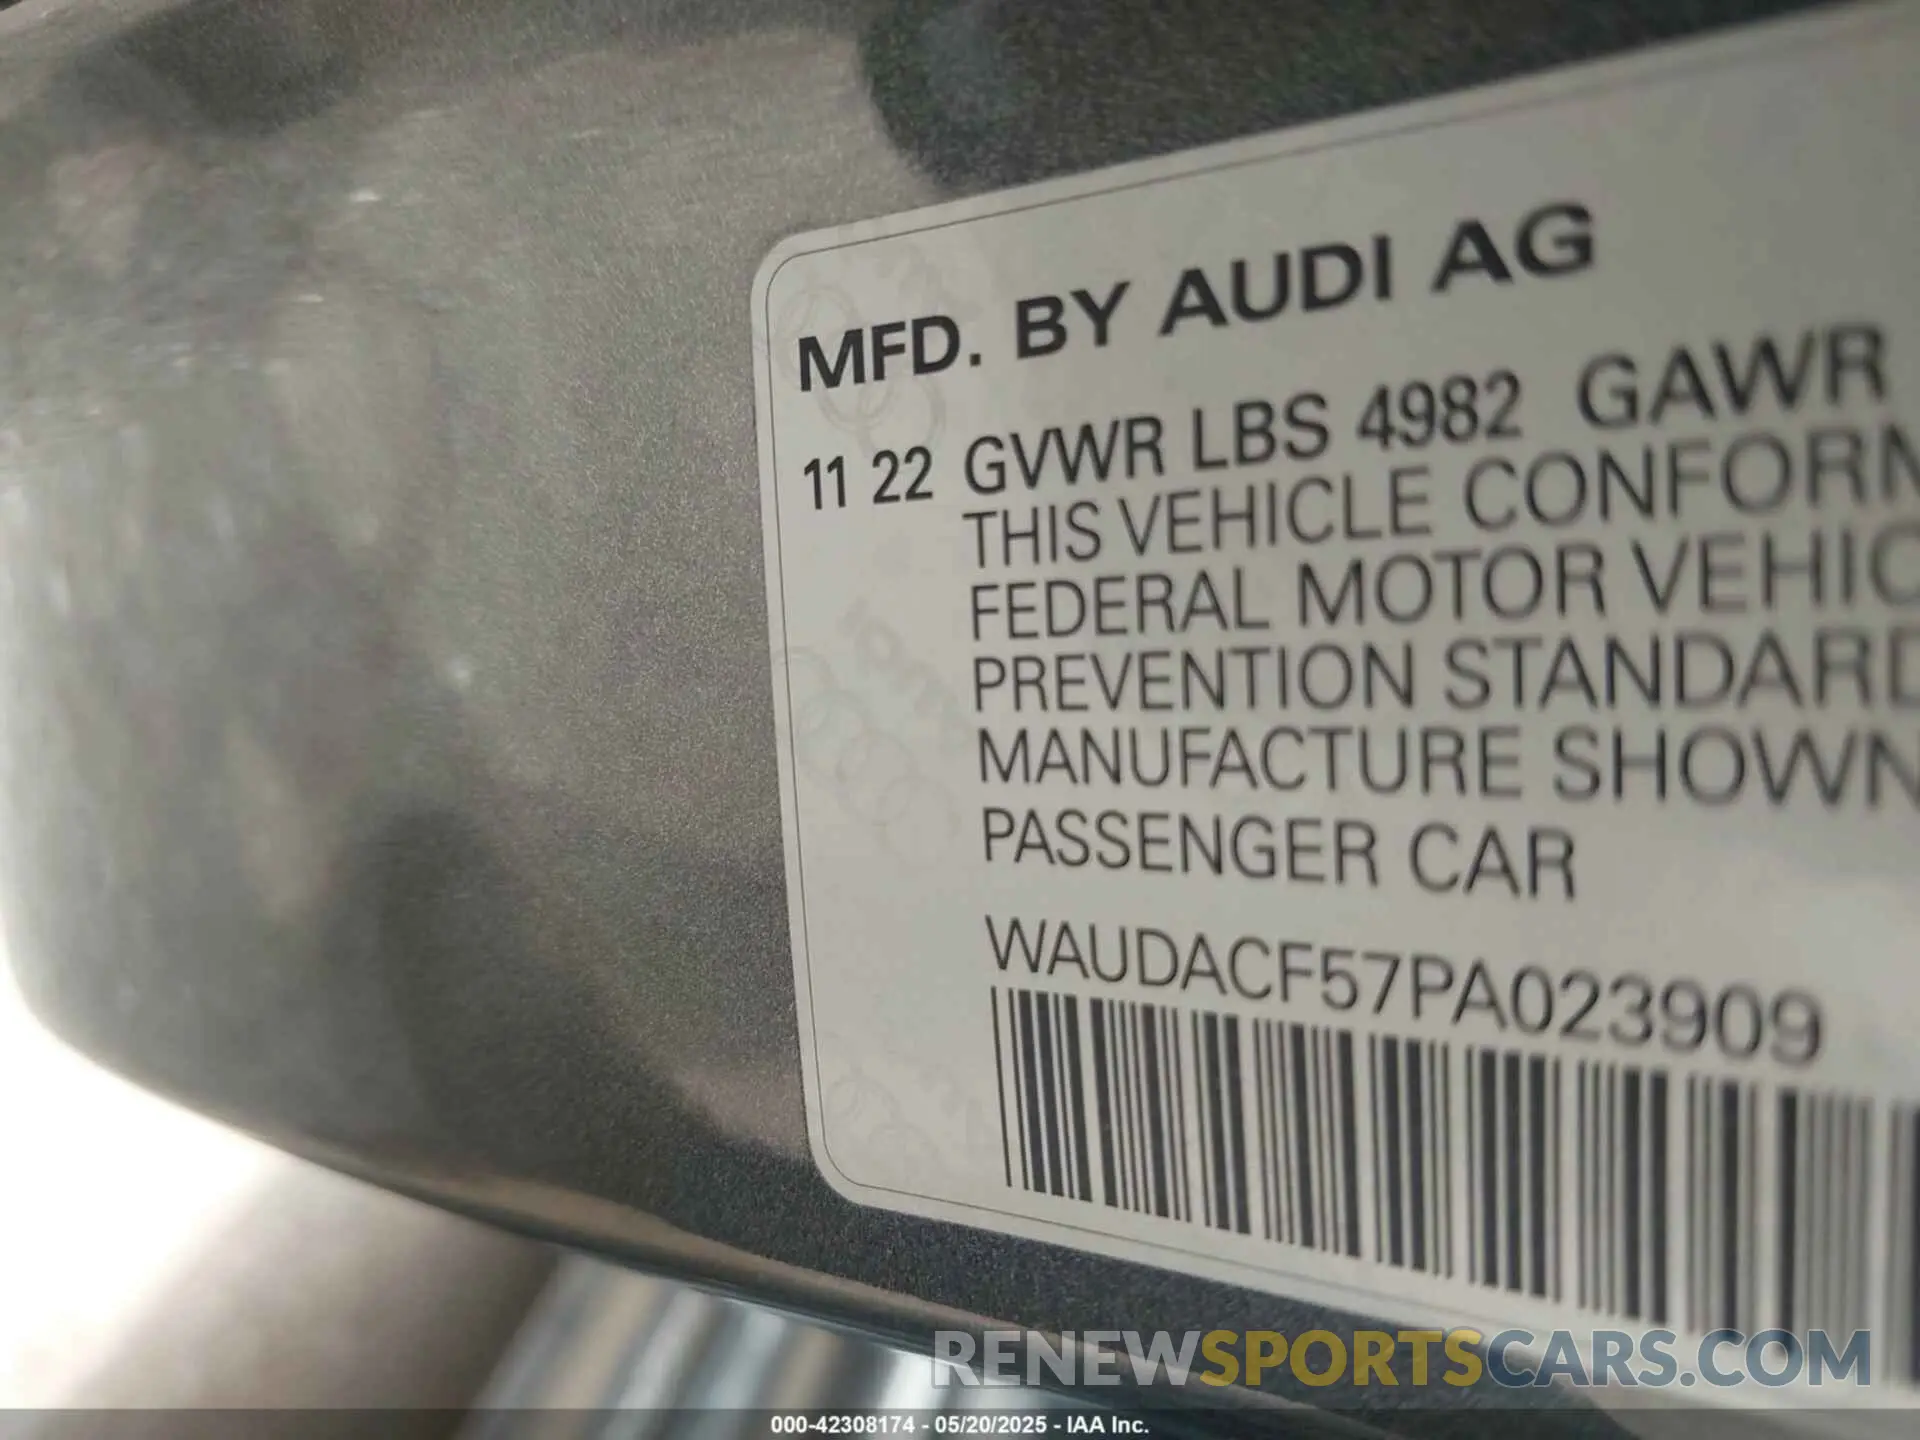 MFD. BY AUDI AG
11 22 GVWR LBS 4982 GAWR
THIS VEHICLE CONFORM
FEDERAL MOTOR VEHIC
PREVENTION STANDARD
MANUFACTURE SHOWN
PASSENGER CAR
WAUDACF57PA023909
RENEWSPORTSCARS.COM
000-42308174 - 05/20/2025 - IAA Inc.